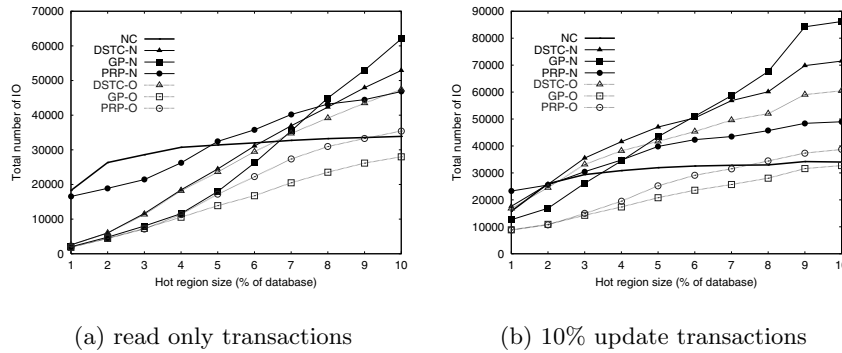 70000
60000
50000
40000
30000
20000
10000
0
Total number of IO
NC
DSTC-N
GP-N
PRP-N
DSTC-O
GP-O
PRP-O
1 2 3 4 5 6 7 8 9 10
Hot region size (% of database)
(a) read only transactions
90000
80000
70000
60000
50000
40000
30000
20000
10000
0
Total number of IO
NC
DSTC-N
GP-N
PRP-N
DSTC-O
GP-O
PRP-O
1 2 3 4 5 6 7 8 9 10
Hot region size (% of database)
(b) 10% update transactions